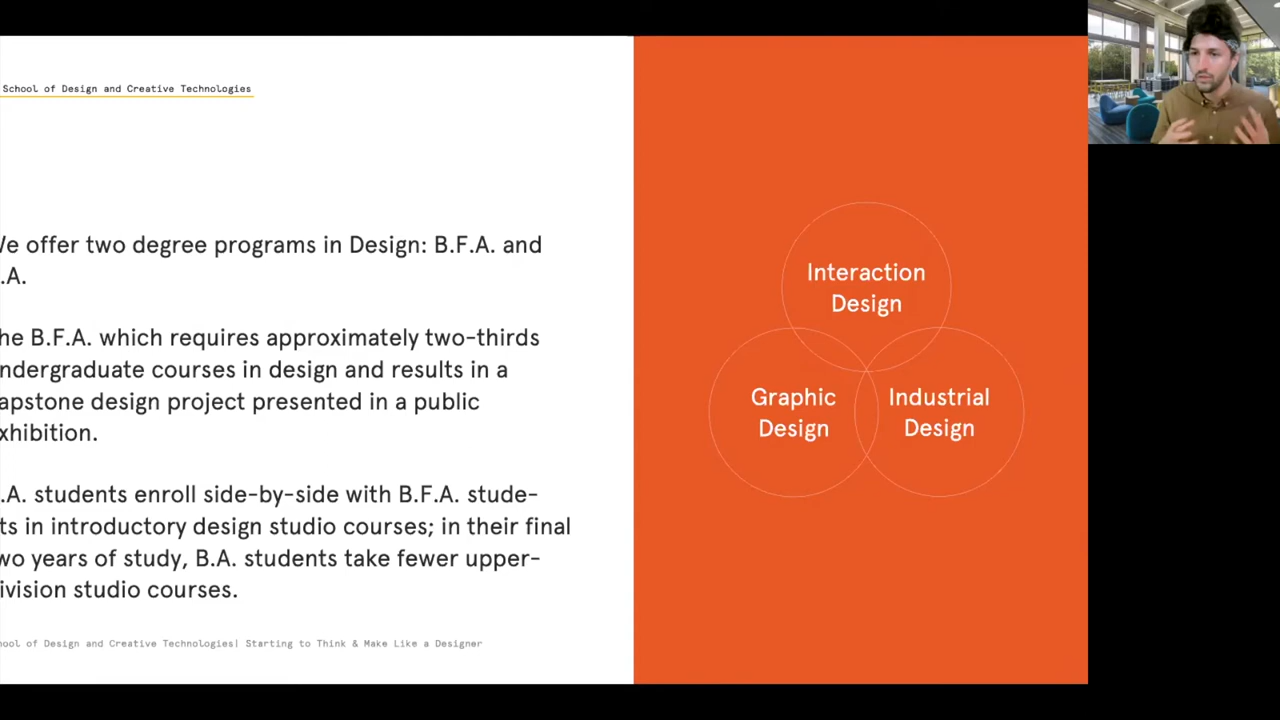 School of Design and Creative Technologies
e offer two degree programs in Design: B.F.A. and
.A.
he B.F.A. which requires approximately two-thirds
ndergraduate courses in design and results in a
apstone design project presented in a public
xhibition.
.A. students enroll side-by-side with B.F.A. stude-
ts in introductory design studio courses; in their final
wo years of study, B.A. students take fewer upper-
ivision studio courses.
ool of Design and Creative Technologies| Starting to Think & Make Like a Designer
Interaction
Design
Graphic
Design
Industrial
Design